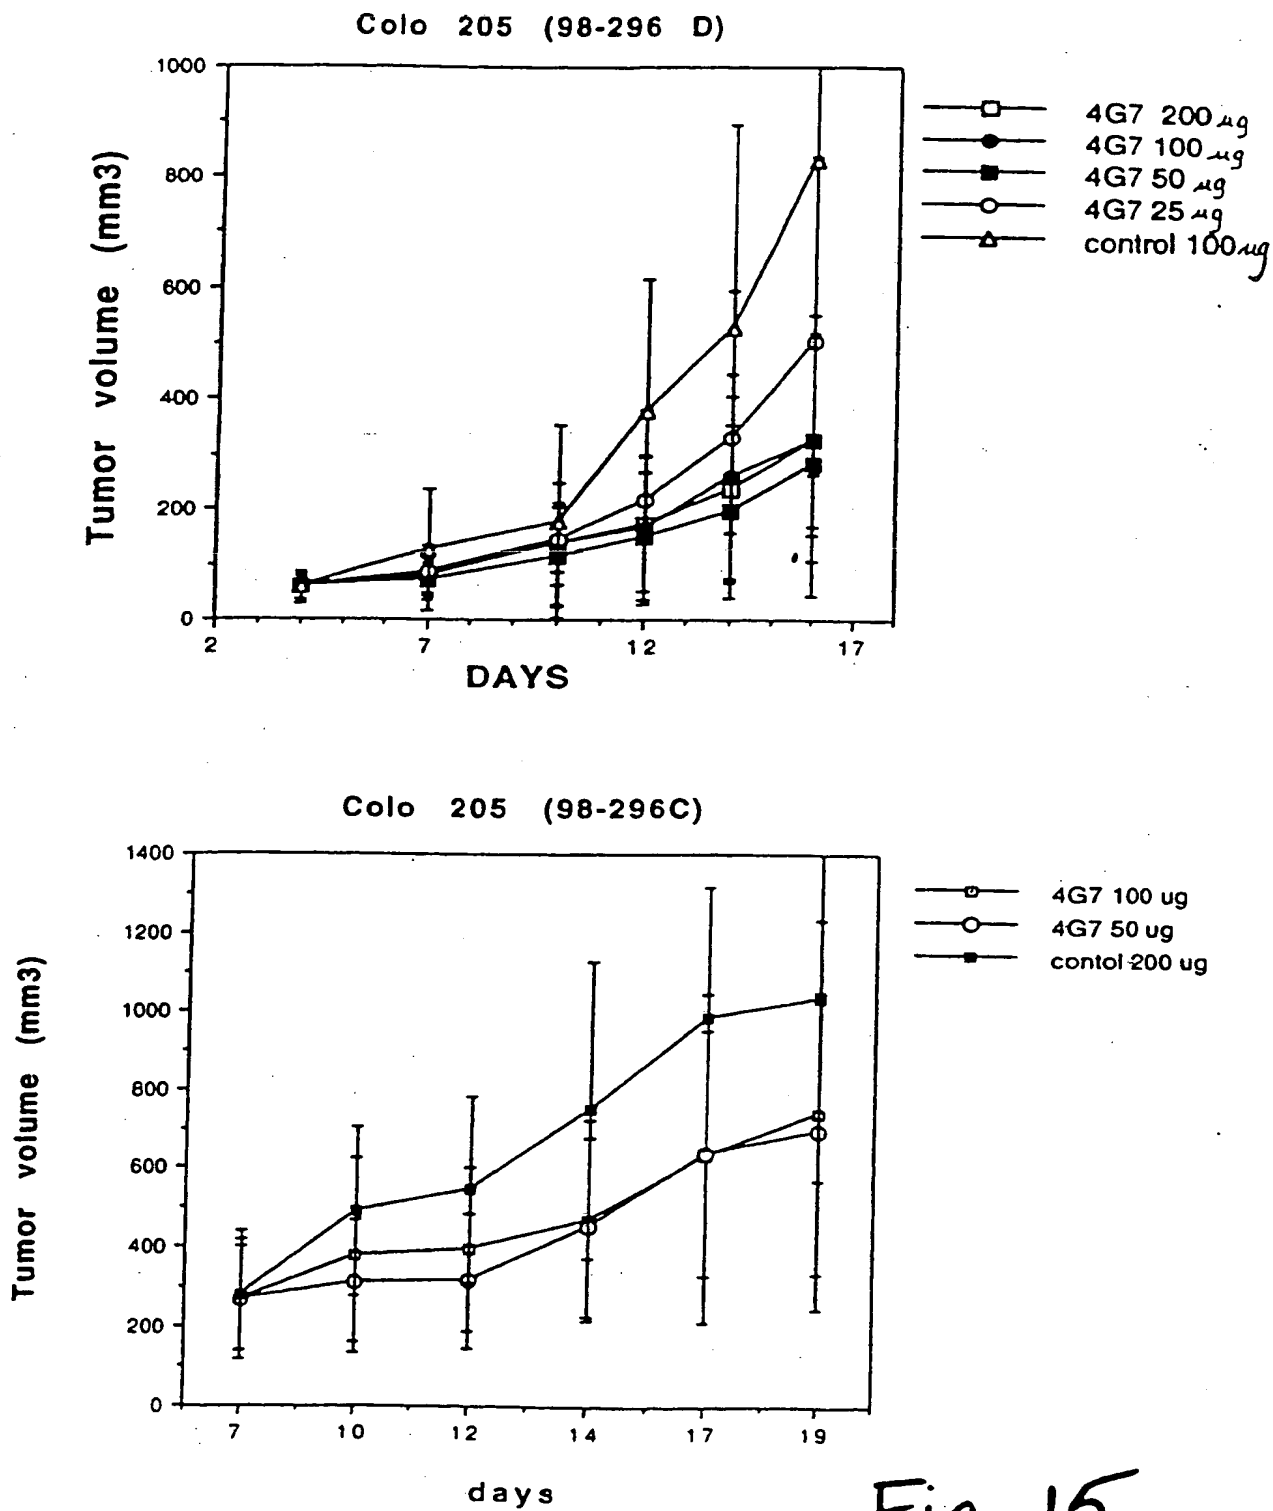 Colo 205 (98-296 D)
1000
800
600
400
200
0
Tumor volume (mm3)
2 7 12 17
DAYS
4G7 200 µg
4G7 100 µg
4G7 50 µg
4G7 25 µg
control 100 µg
Colo 205 (98-296C)
1400
1200
1000
800
600
400
200
0
Tumor volume (mm3)
7 10 12 14 17 19
days
4G7 100 ug
4G7 50 ug
contol 200 ug
Fig. 15